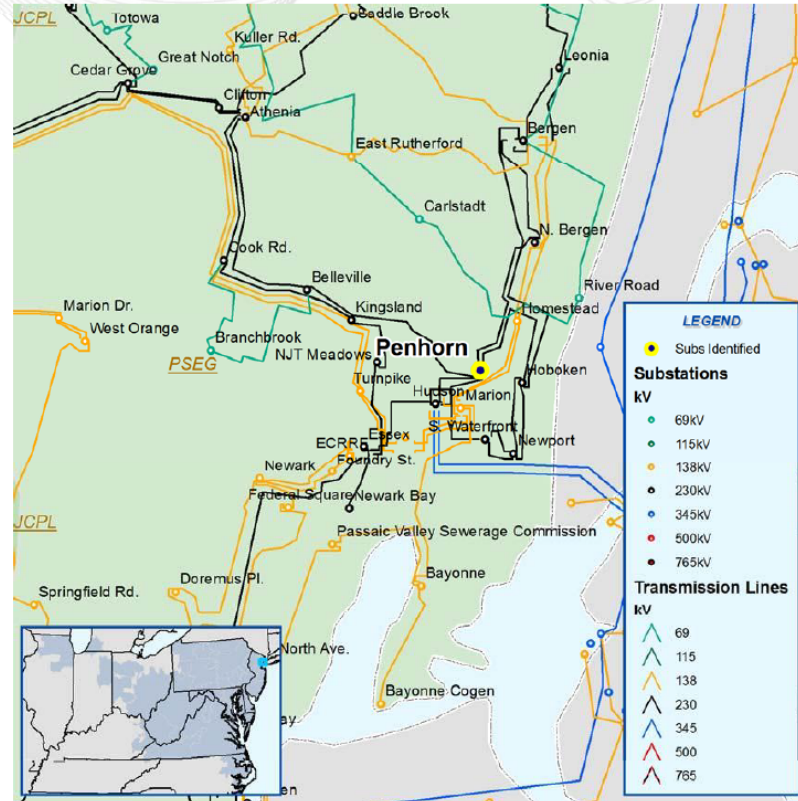 JCPL
Totowa
Saddle Brook
Kuller Rd.
Leonia
Great Notch
Cedar Grove
Clifton
Athenia
Bergen
East Rutherford
Carlstadt
N. Bergen
Cook Rd.
Belleville
River Road
Marion Dr.
Kingsland
Homestead
West Orange
Branchbrook
NJT Meadows
Penhorn
PSEG
Turnpike
Hoboken
Hudson
Marion
S. Waterfront
Essex
ECRRF
Newport
Foundry St.
Newark
Federal Square
Newark Bay
JCPL
Passaic Valley Sewerage Commission
Doremus Pl.
Bayonne
Springfield Rd.
North Ave.
Bayonne Cogen
LEGEND
Subs Identified
Substations
kV
69kV
115kV
138kV
230kV
345kV
500kV
765kV
Transmission Lines
kV
69
115
138
230
345
500
765